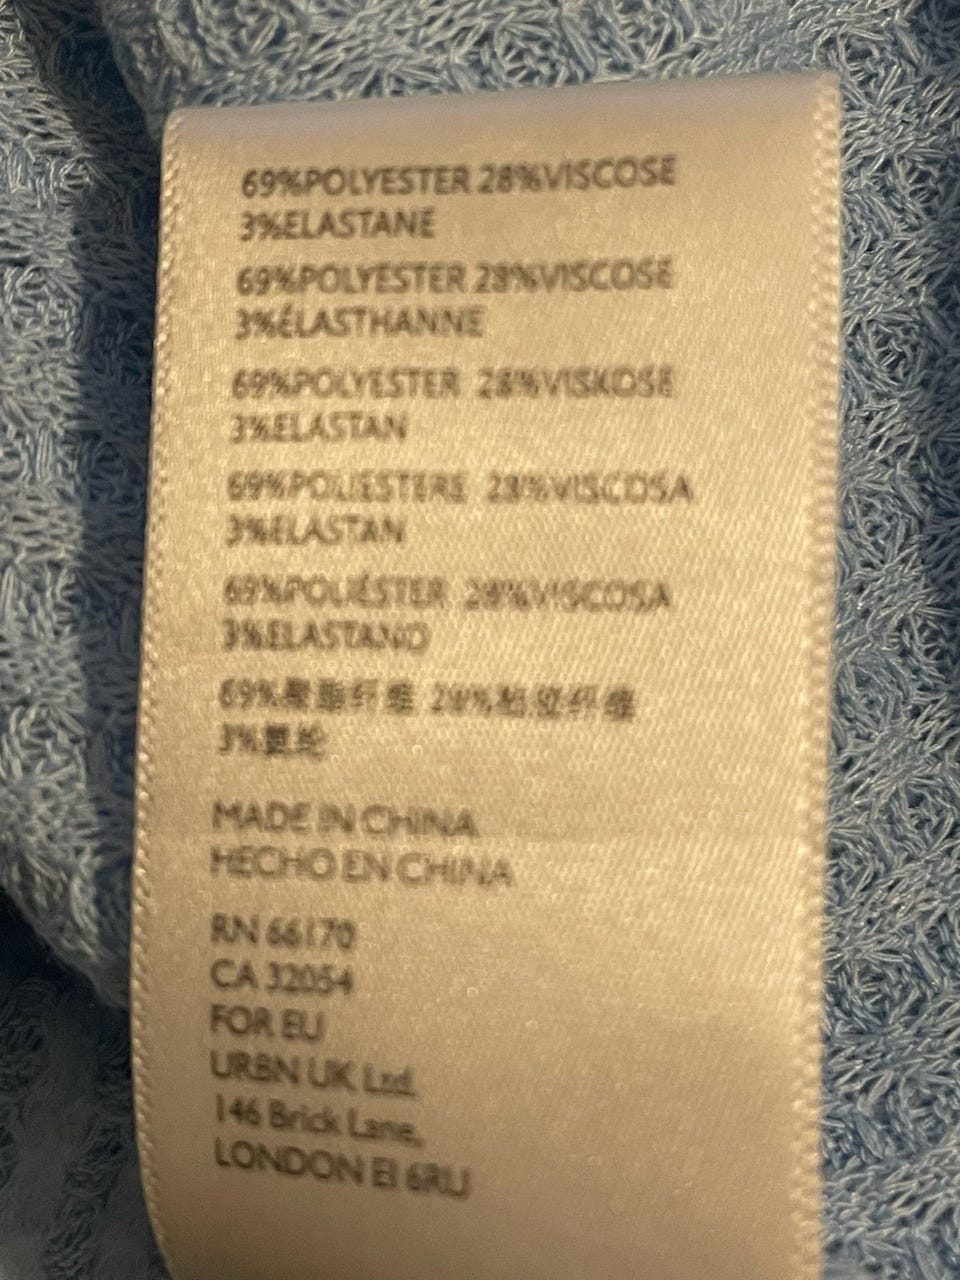 69%POLYESTER 28%VISCOSE
3%ELASTANE
69%POLYESTER 28%VISCOSE
3%ÉLASTHANNE
69%POLYESTER 28%VISKOSE
3%ELASTAN
69%POLIESTERE 28%VISCOSA
3%ELASTAN
69%POLIÉSTER 28%VISCOSA
3%ELASTANO
69%聚酯纤维 28%粘胶纤维
3%氨纶
MADE IN CHINA
HECHO EN CHINA
RN 66170
CA 32054
FOR EU
URBN UK Ltd.
146 Brick Lane,
LONDON E1 6RU